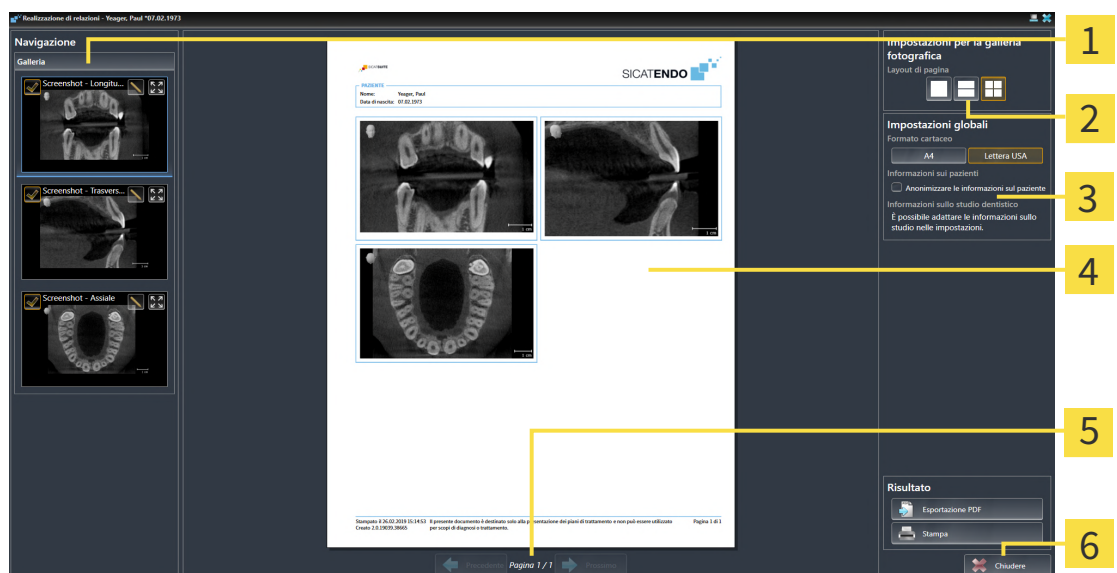 Realizzazione di relazioni - Yeager, Paul *07.02.1973
Navigazione
Galleria
Screenshot - Longitu...
1 cm
Screenshot - Trasvers...
Screenshot - Assiale
1 cm
SICATSUITE
SICATENDO
PAZIENTE
Nome: Yeager, Paul
Data di nascita: 07.02.1973
1 cm
1 cm
1 cm
Stampato il 26.02.2019 15:14:53 Il presente documento è destinato solo alla presentazione dei piani di trattamento e non può essere utilizzato Pagina 1 di 1
Creato 2.0.19039.38665 per scopi di diagnosi o trattamento.
Precedente Pagina 1 / 1 Prossimo
Impostazioni per la galleria
fotografica
Layout di pagina
Impostazioni globali
Formato cartaceo
A4 Lettera USA
Informazioni sui pazienti
Anonimizzare le informazioni sul paziente
Informazioni sullo studio dentistico
È possibile adattare le informazioni sullo
studio nelle impostazioni.
Risultato
Esportazione PDF
Stampa
Chiudere
1
2
3
4
5
6